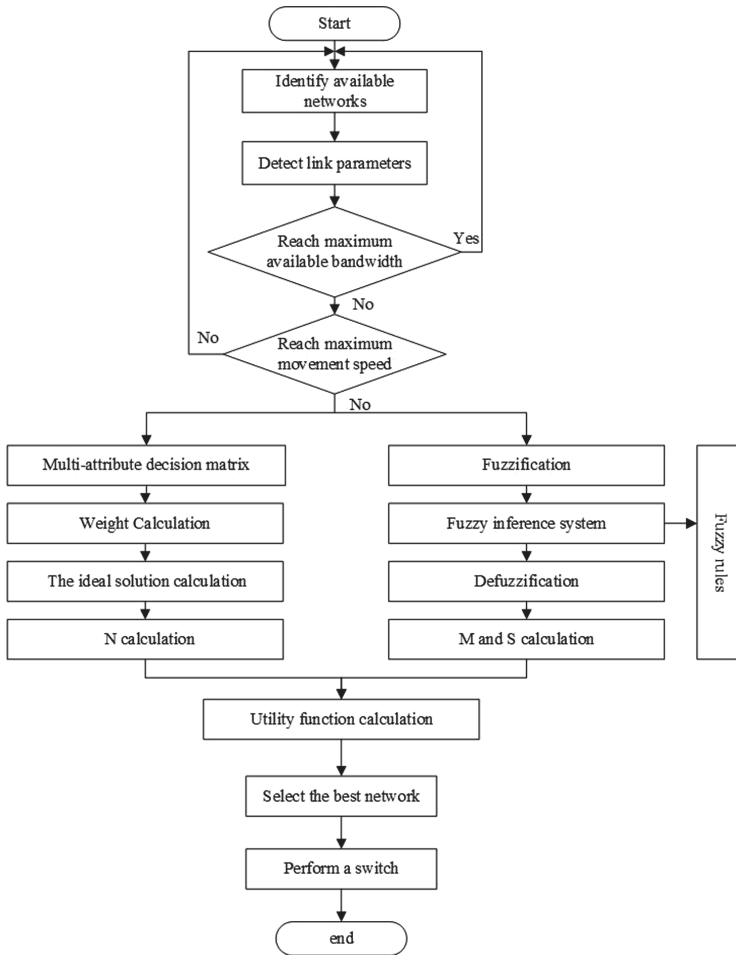 Start
Identify available
networks
Detect link parameters
Reach maximum
available bandwidth
Yes
No
No
Reach maximum
movement speed
No
Multi-attribute decision matrix
Weight Calculation
The ideal solution calculation
N calculation
Fuzzification
Fuzzy inference system
Defuzzification
M and S calculation
Fuzzy rules
Utility function calculation
Select the best network
Perform a switch
end